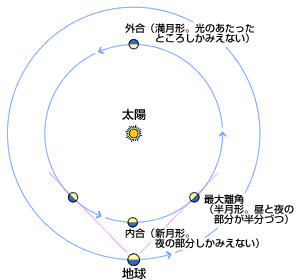 外合（満月形。光のあたった
ところしかみえない）
太陽
最大離角
（半月形。昼と夜の
部分が半分づつ）
内合（新月形。
夜の部分しかみえない）
地球